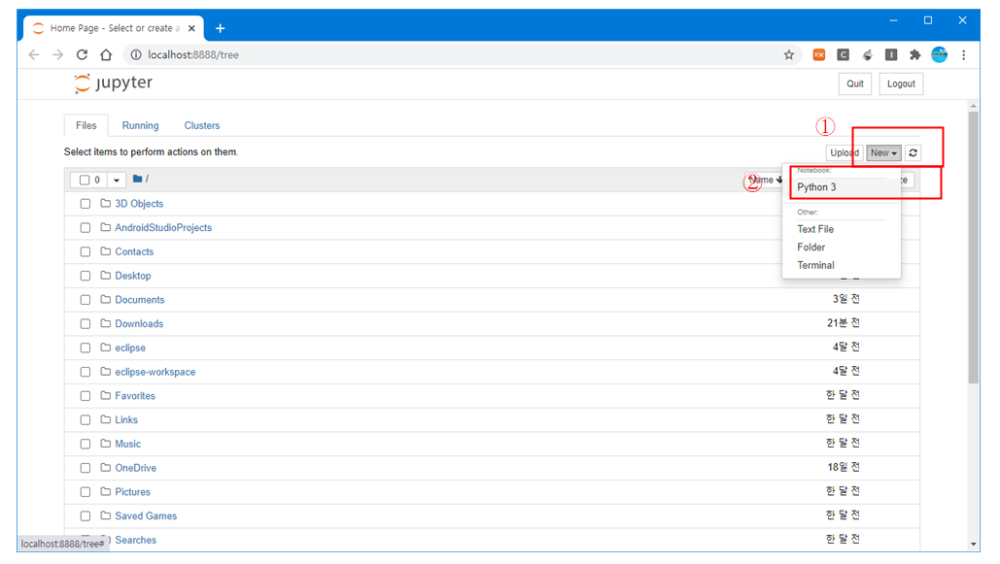 Home Page - Select or create a
localhost:8888/tree
jupyter
Quit Logout
Files Running Clusters
①
Select items to perform actions on them.
Upload New
0 /
② Name
Notebook:
Python 3
Other:
Text File
Folder
Terminal
3D Objects
AndroidStudioProjects
Contacts
Desktop
Documents 3일 전
Downloads 21분 전
eclipse 4달 전
eclipse-workspace 4달 전
Favorites 한 달 전
Links 한 달 전
Music 한 달 전
OneDrive 18일 전
Pictures 한 달 전
Saved Games 한 달 전
Searches 한 달 전
localhost:8888/tree#